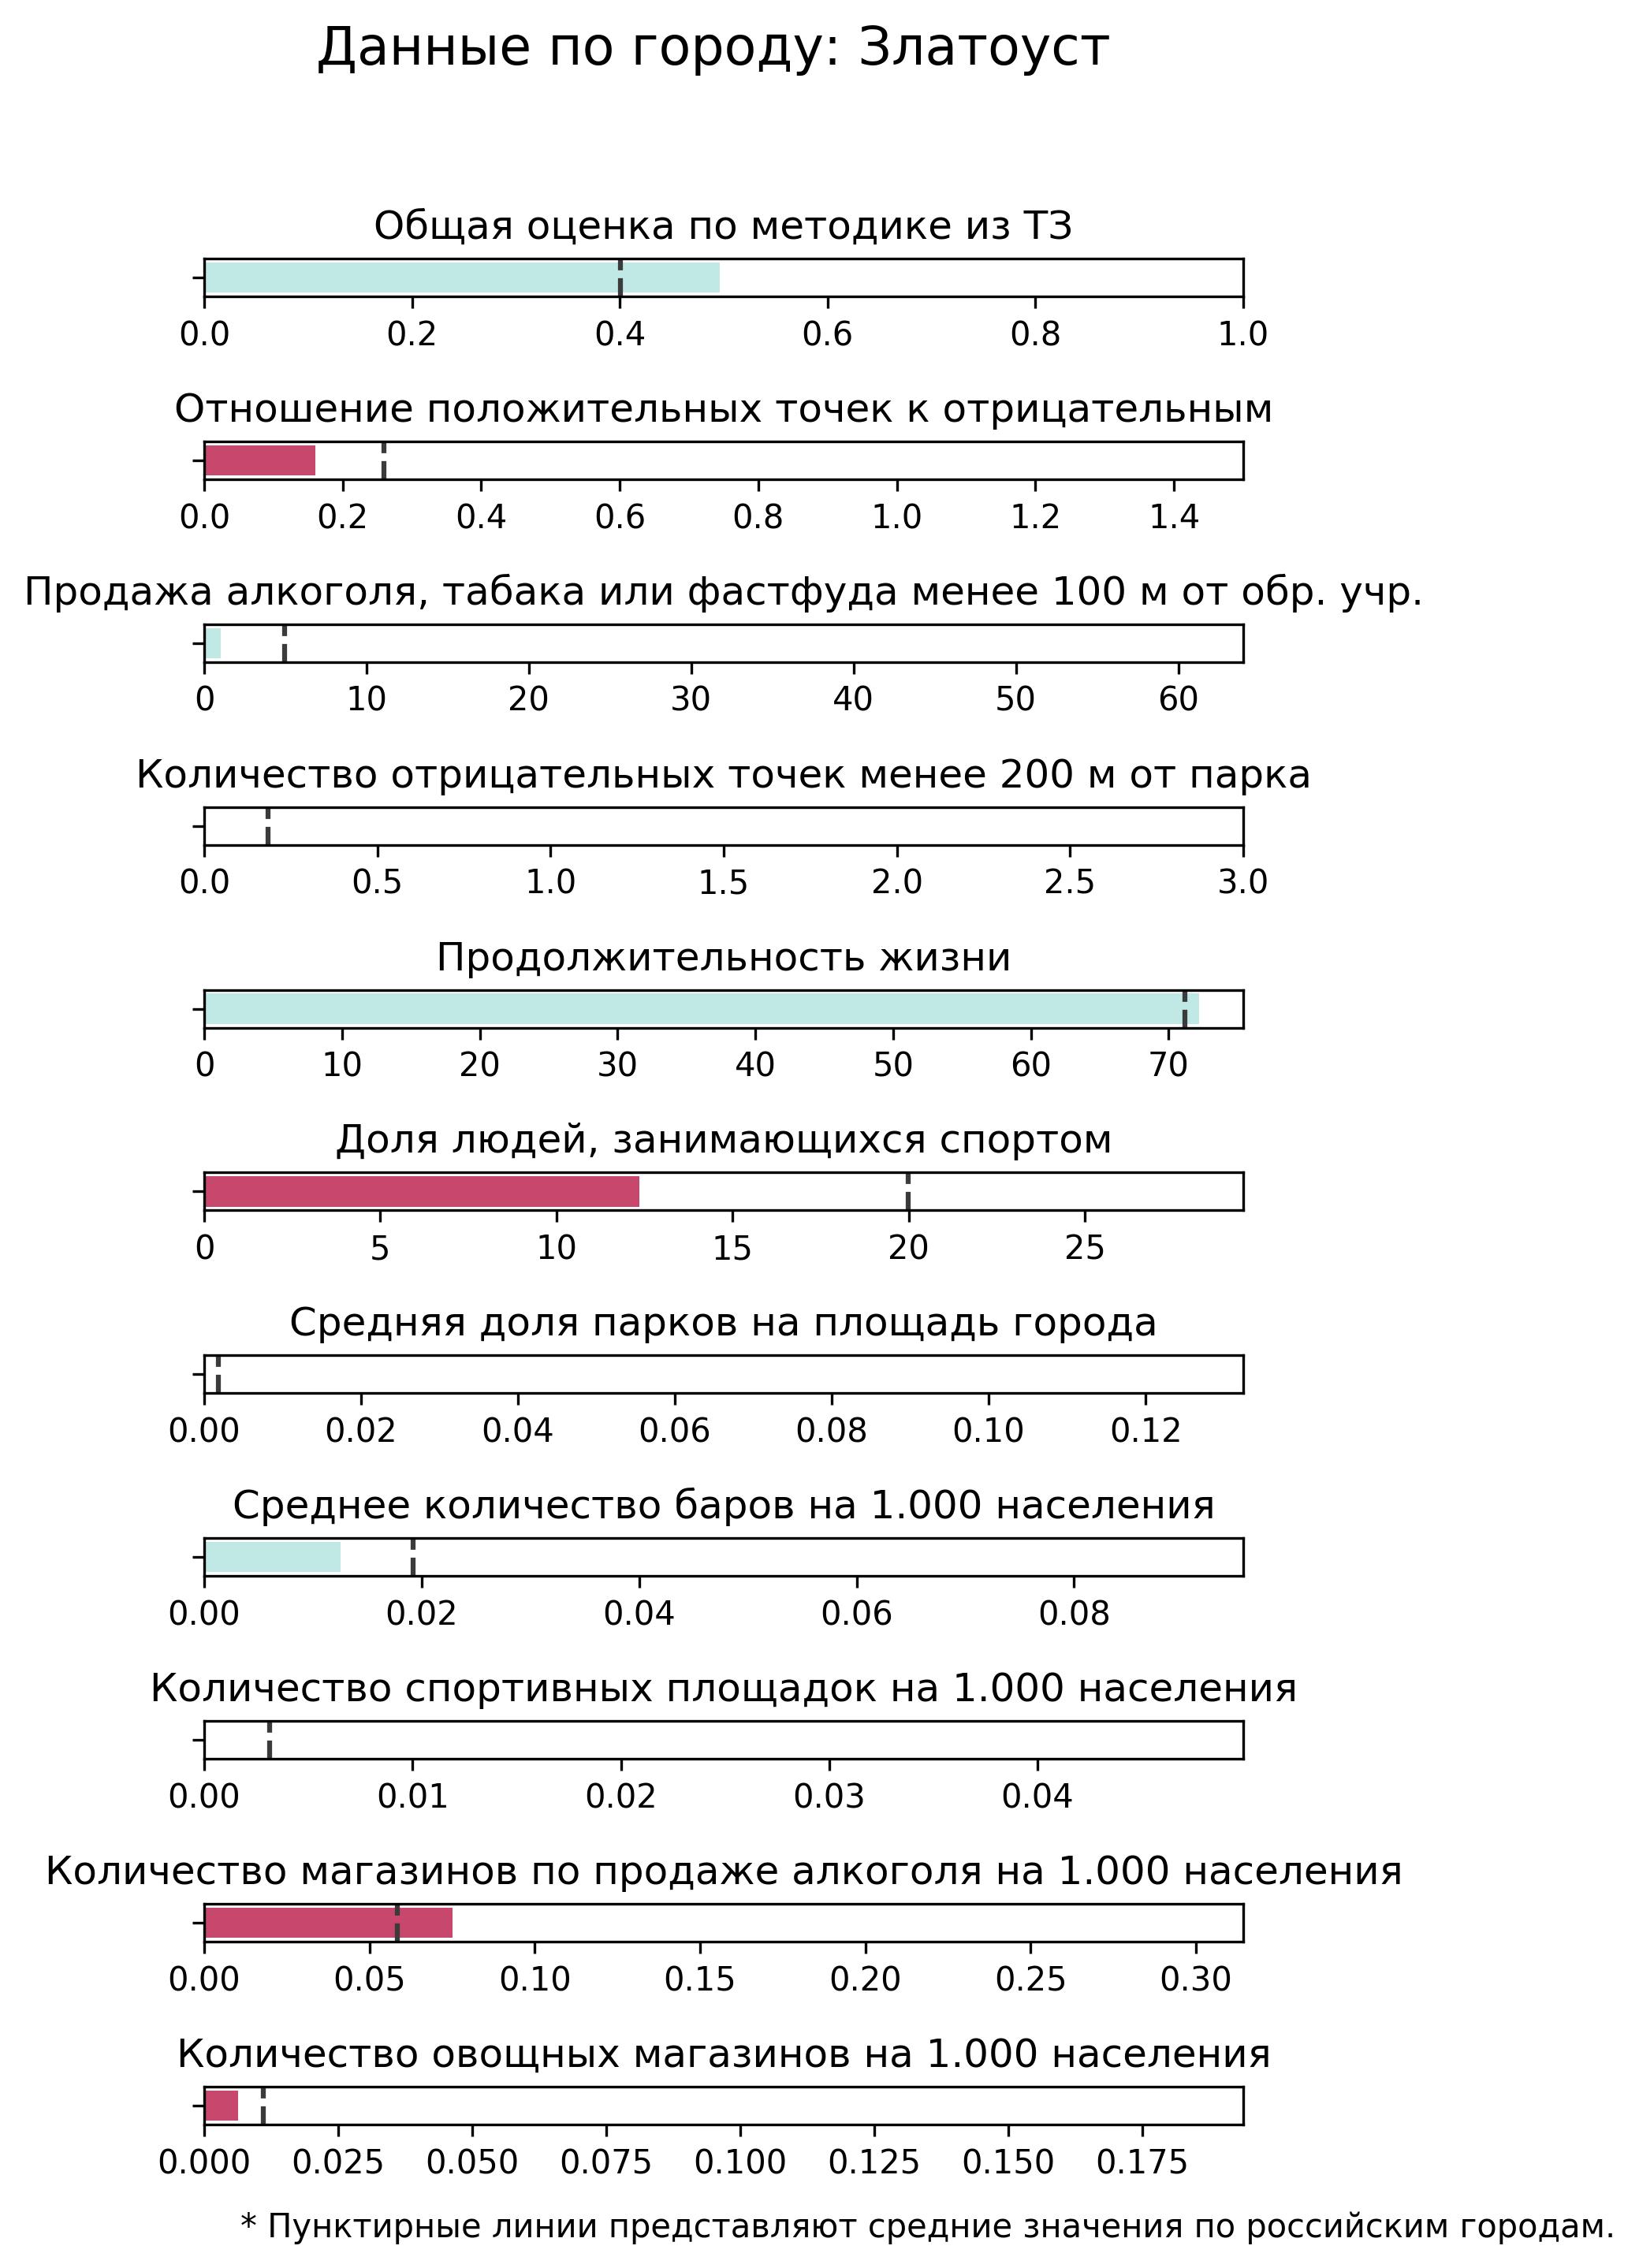 Данные по городу: Златоуст
Общая оценка по методике из ТЗ
0.0 0.2 0.4 0.6 0.8 1.0
Отношение положительных точек к отрицательным
0.0 0.2 0.4 0.6 0.8 1.0 1.2 1.4
Продажа алкоголя, табака или фастфуда менее 100 м от обр. учр.
0 10 20 30 40 50 60
Количество отрицательных точек менее 200 м от парка
0.0 0.5 1.0 1.5 2.0 2.5 3.0
Продолжительность жизни
0 10 20 30 40 50 60 70
Доля людей, занимающихся спортом
0 5 10 15 20 25
Средняя доля парков на площадь города
0.00 0.02 0.04 0.06 0.08 0.10 0.12
Среднее количество баров на 1.000 населения
0.00 0.02 0.04 0.06 0.08
Количество спортивных площадок на 1.000 населения
0.00 0.01 0.02 0.03 0.04
Количество магазинов по продаже алкоголя на 1.000 населения
0.00 0.05 0.10 0.15 0.20 0.25 0.30
Количество овощных магазинов на 1.000 населения
0.000 0.025 0.050 0.075 0.100 0.125 0.150 0.175
* Пунктирные линии представляют средние значения по российским городам.